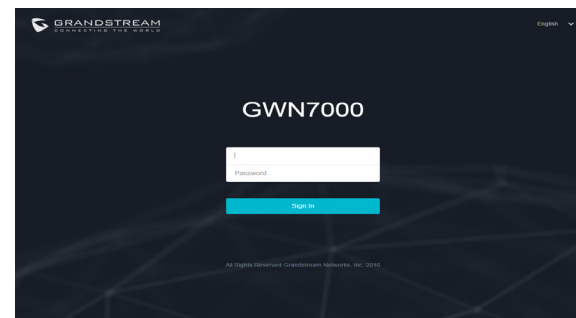 GRANDSTREAM
CONNECTING THE WORLD
English
GWN7000
Password
Sign In
All Rights Reserved Grandstream Networks, Inc. 2016